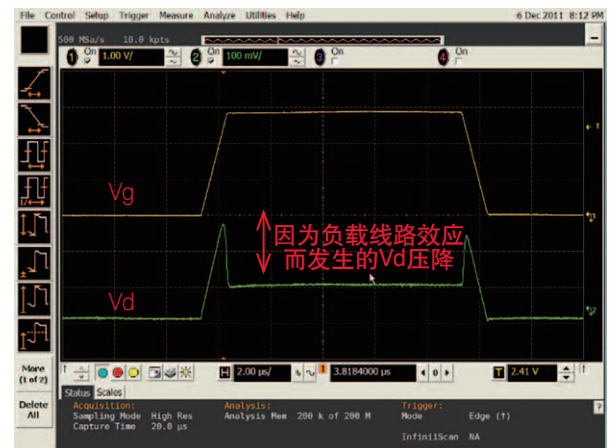 File Control Setup Trigger Measure Analyze Utilities Help 6 Dec 2011 8:12 PM
500 MSa/s 10.0 kpts
1 On 1.00 V/ 2 On 100 mV/ 3 On 4 On
T
Vg
1
因为负载线路效应
而发生的Vd压降
Vd
2
More
(1 of 2)
Delete
All
H 2.00 µs/ 3.8184000 µs 0 T 2.41 V
Status Scales
Acquisition: Analysis: Trigger:
Sampling Mode High Res Analysis Mem 200 k of 200 M Mode Edge (↑)
Capture Time 20.0 µs
InfiniiScan NA